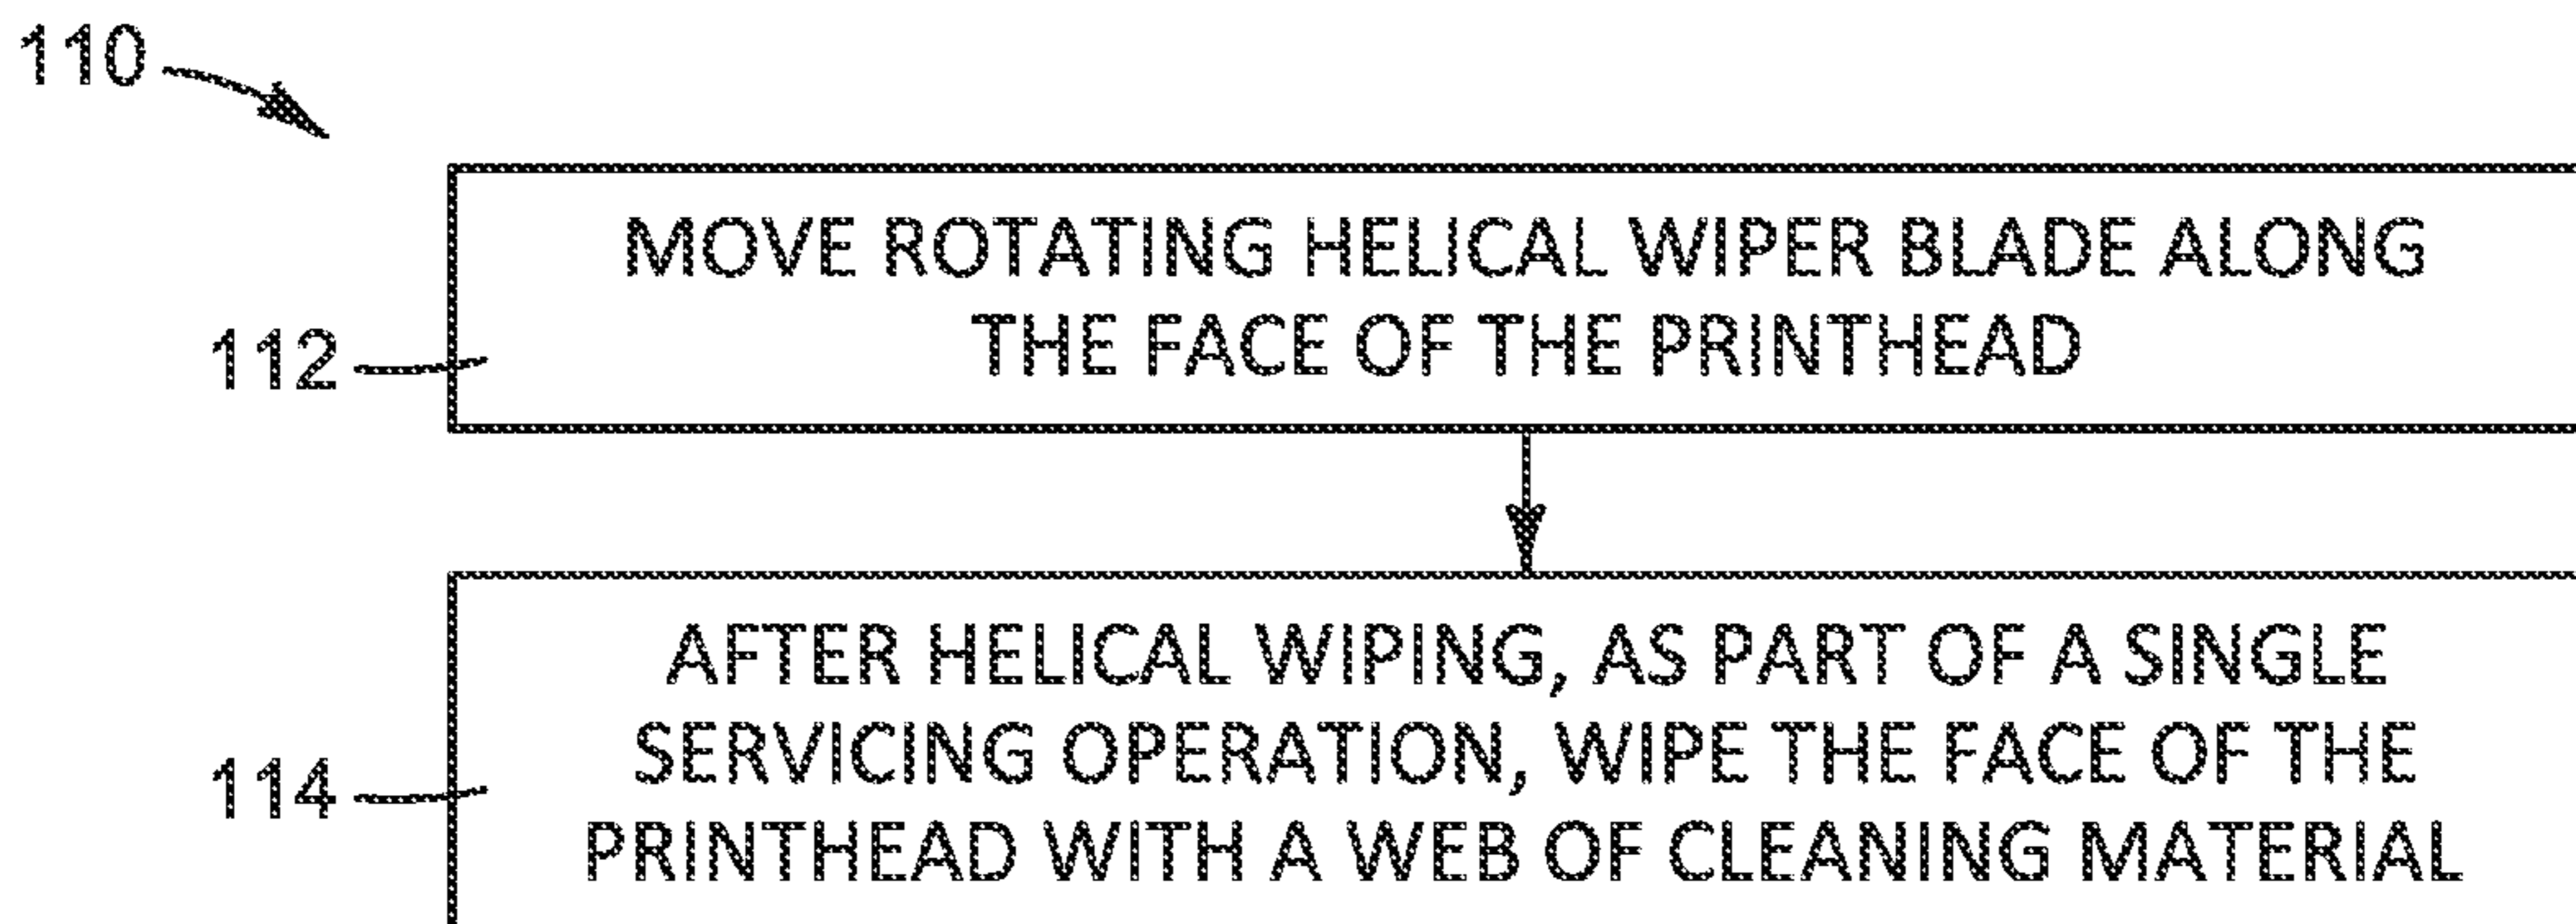 110
MOVE ROTATING HELICAL WIPER BLADE ALONG
THE FACE OF THE PRINTHEAD
112
AFTER HELICAL WIPING, AS PART OF A SINGLE
SERVICING OPERATION, WIPE THE FACE OF THE
114
PRINTHEAD WITH A WEB OF CLEANING MATERIAL